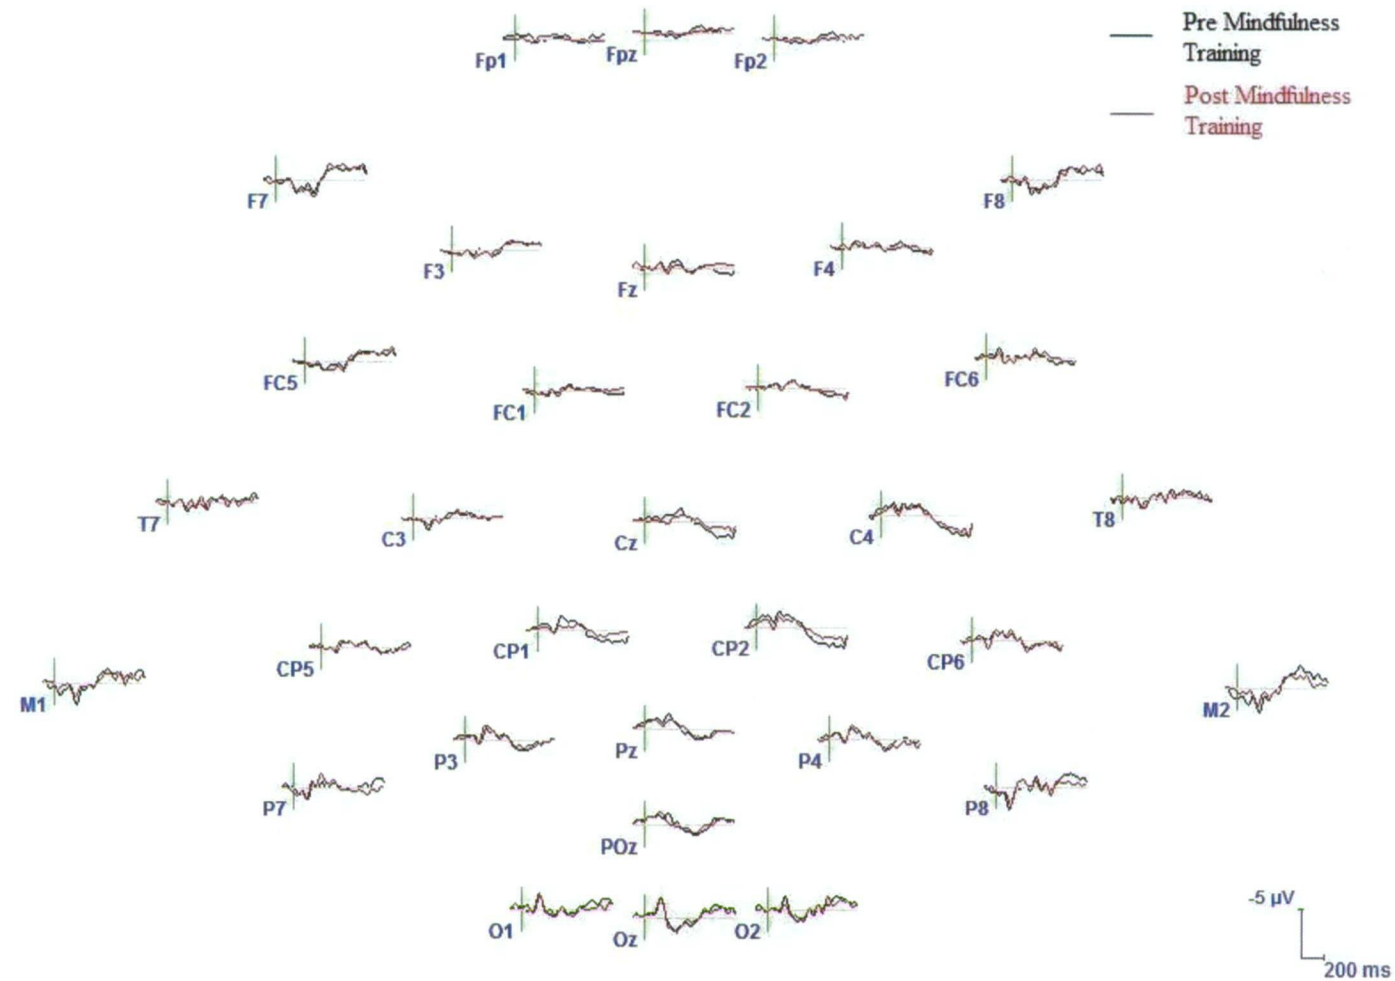 Pre Mindfulness
Training
Post Mindfulness
Training
Fp1
Fpz
Fp2
F7
F8
F3
Fz
F4
FC5
FC1
FC2
FC6
T7
C3
Cz
C4
T8
CP5
CP1
CP2
CP6
M1
M2
P3
Pz
P4
P7
P8
POz
O1
Oz
O2
-5 µV
200 ms